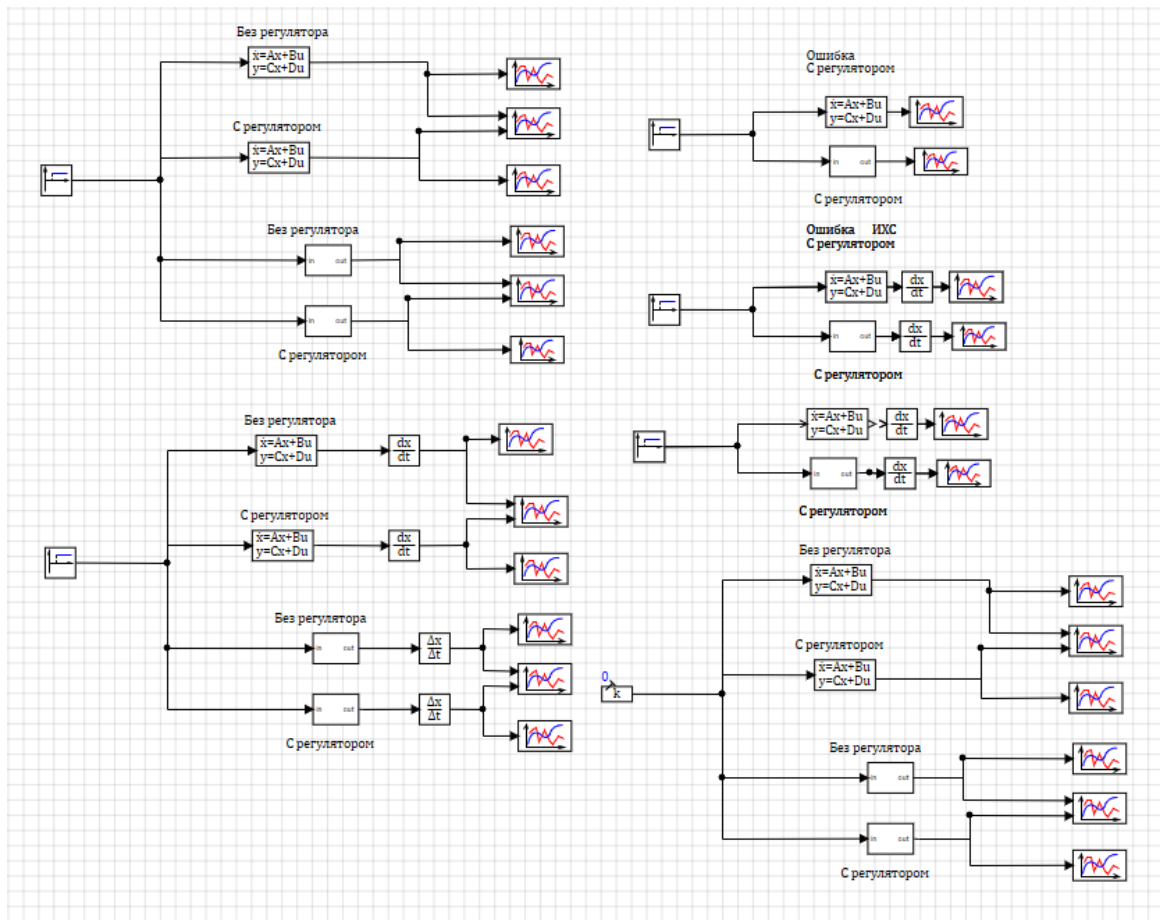 Без регулятора
ẋ=Ax+Bu
y=Cx+Du
С регулятором
ẋ=Ax+Bu
y=Cx+Du
Без регулятора
in out
in out
С регулятором
Ошибка
С регулятором
ẋ=Ax+Bu
y=Cx+Du
in out
С регулятором
Ошибка ИХС
С регулятором
ẋ=Ax+Bu
y=Cx+Du
dx
dt
in out
dx
dt
С регулятором
Без регулятора
ẋ=Ax+Bu
y=Cx+Du
dx
dt
С регулятором
ẋ=Ax+Bu
y=Cx+Du
dx
dt
Без регулятора
in out
Δx
Δt
in out
Δx
Δt
С регулятором
ẋ=Ax+Bu
y=Cx+Du
dx
dt
in out
dx
dt
С регулятором
Без регулятора
ẋ=Ax+Bu
y=Cx+Du
С регулятором
ẋ=Ax+Bu
y=Cx+Du
0
k
Без регулятора
in out
in out
С регулятором